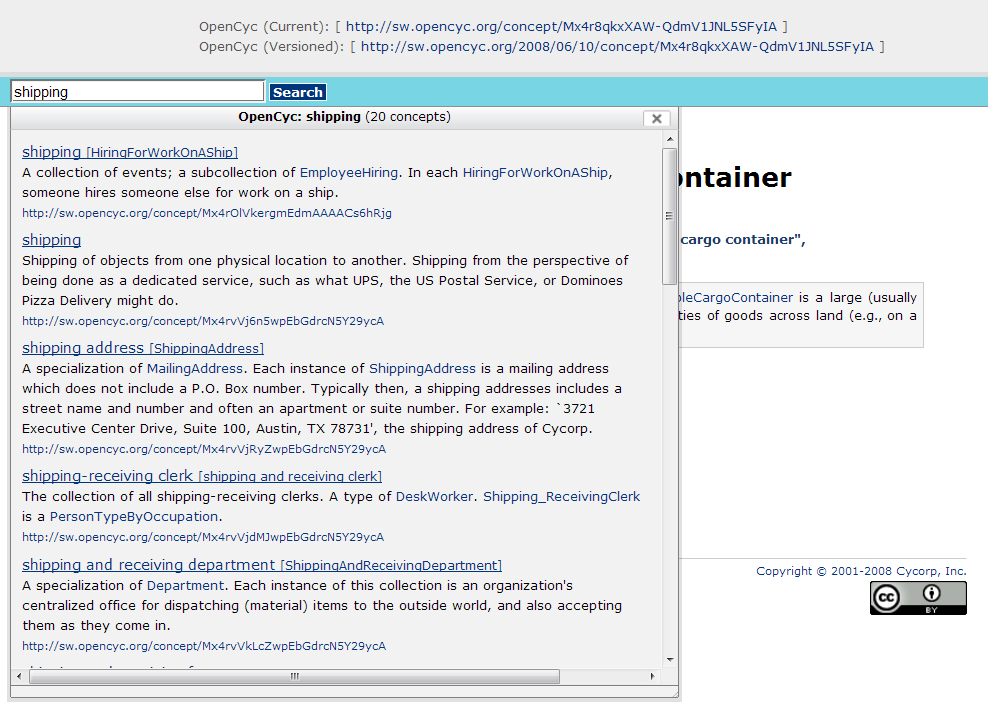 OpenCyc (Current): [ http://sw.opencyc.org/concept/Mx4r8qkxXAW-QdmV1JNL5SFyIA ]
OpenCyc (Versioned): [ http://sw.opencyc.org/2008/06/10/concept/Mx4r8qkxXAW-QdmV1JNL5SFyIA ]
shipping Search
OpenCyc: shipping (20 concepts)
shipping [HiringForWorkOnAShip]
A collection of events; a subcollection of EmployeeHiring. In each HiringForWorkOnAShip,
someone hires someone else for work on a ship.
http://sw.opencyc.org/concept/Mx4rOlVkergmEdmAAAACs6hRjg
shipping
Shipping of objects from one physical location to another. Shipping from the perspective of
being done as a dedicated service, such as what UPS, the US Postal Service, or Dominoes
Pizza Delivery might do.
http://sw.opencyc.org/concept/Mx4rvVj6n5wpEbGdrcN5Y29ycA
shipping address [ShippingAddress]
A specialization of MailingAddress. Each instance of ShippingAddress is a mailing address
which does not include a P.O. Box number. Typically then, a shipping addresses includes a
street name and number and often an apartment or suite number. For example: `3721
Executive Center Drive, Suite 100, Austin, TX 78731', the shipping address of Cycorp.
http://sw.opencyc.org/concept/Mx4rvVjRyZwpEbGdrcN5Y29ycA
shipping-receiving clerk [shipping and receiving clerk]
The collection of all shipping-receiving clerks. A type of DeskWorker. Shipping_ReceivingClerk
is a PersonTypeByOccupation.
http://sw.opencyc.org/concept/Mx4rvVjdMJwpEbGdrcN5Y29ycA
shipping and receiving department [ShippingAndReceivingDepartment]
A specialization of Department. Each instance of this collection is an organization's
centralized office for dispatching (material) items to the outside world, and also accepting
them as they come in.
http://sw.opencyc.org/concept/Mx4rvVkLcZwpEbGdrcN5Y29ycA
ontainer
cargo container",
leCargoContainer is a large (usually
ties of goods across land (e.g., on a
Copyright © 2001-2008 Cycorp, Inc.
cc BY